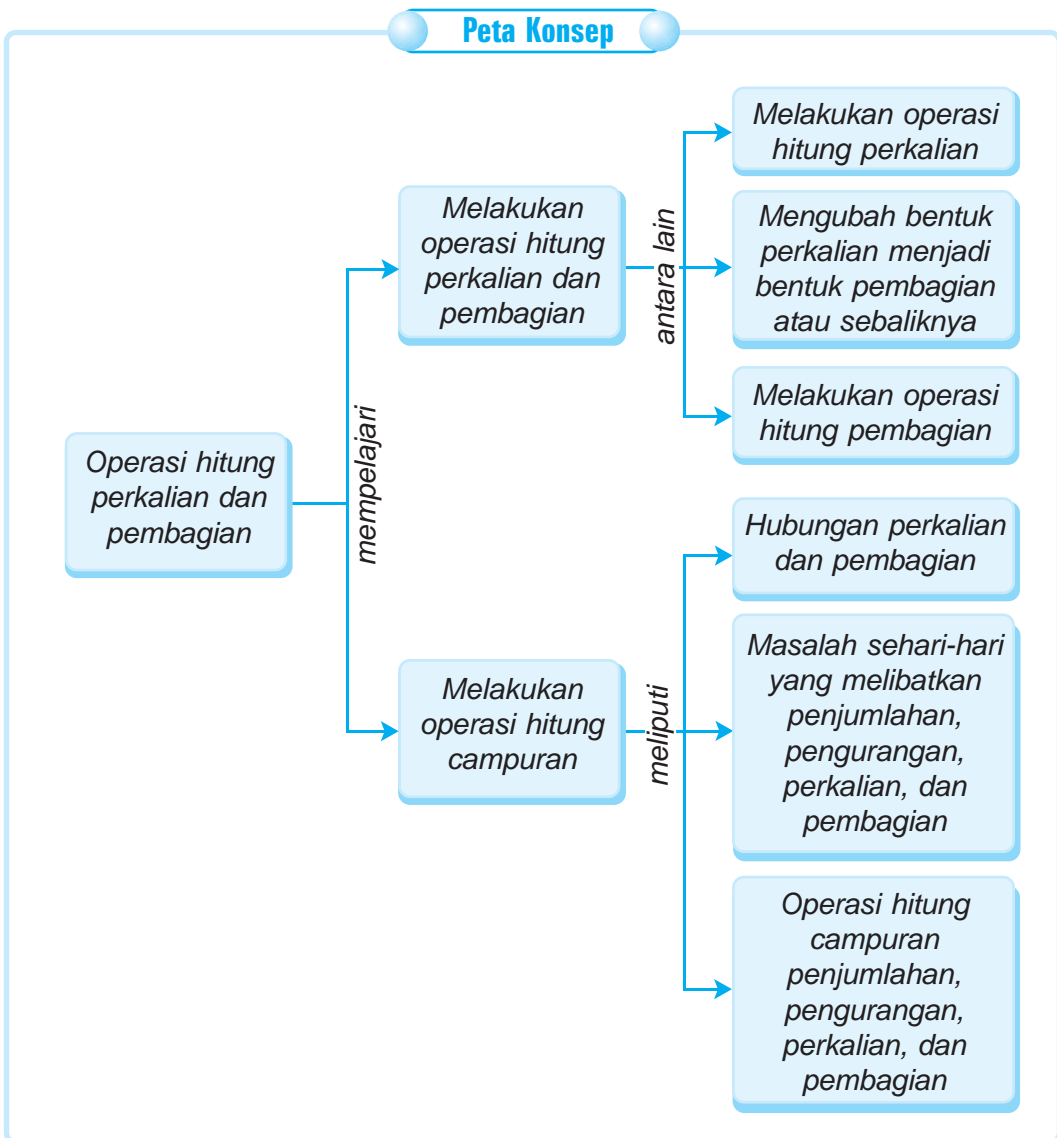 Peta Konsep
Operasi hitung
perkalian dan
pembagian
mempelajari
Melakukan
operasi hitung
perkalian dan
pembagian
antara lain
Melakukan operasi
hitung perkalian
Mengubah bentuk
perkalian menjadi
bentuk pembagian
atau sebaliknya
Melakukan operasi
hitung pembagian
Melakukan
operasi hitung
campuran
meliputi
Hubungan perkalian
dan pembagian
Masalah sehari-hari
yang melibatkan
penjumlahan,
pengurangan,
perkalian, dan
pembagian
Operasi hitung
campuran
penjumlahan,
pengurangan,
perkalian, dan
pembagian